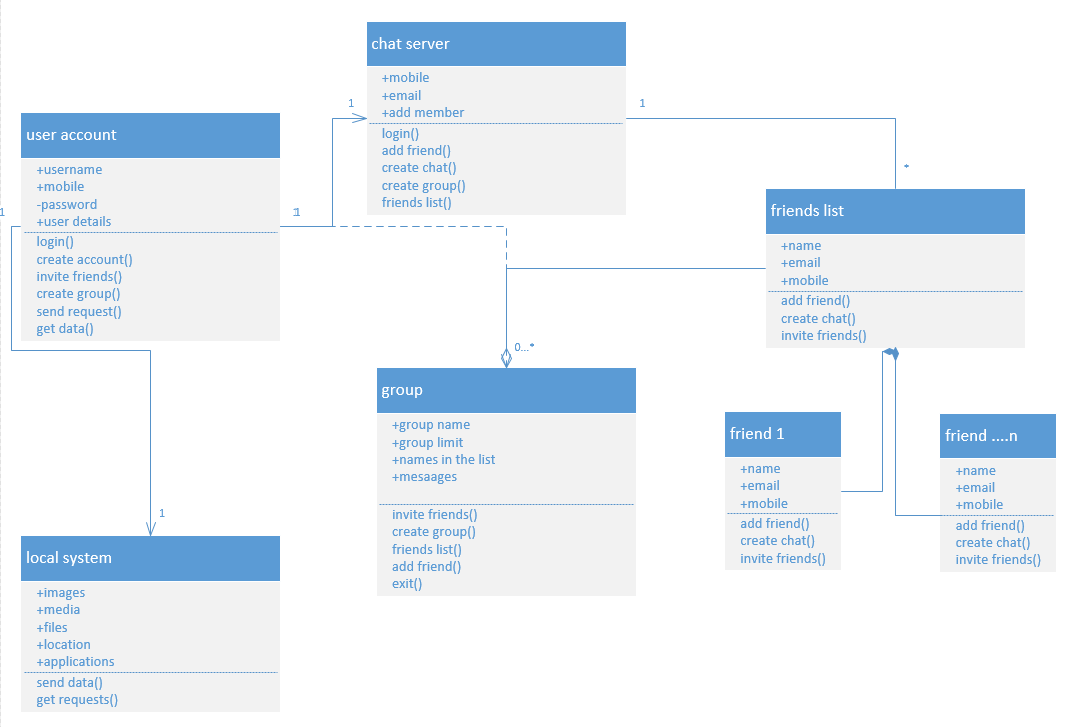 chat server
+mobile
+email
+add member
login()
add friend()
create chat()
create group()
friends list()
1
1
*
user account
+username
+mobile
-password
+user details
login()
create account()
invite friends()
create group()
send request()
get data()
1
1
friends list
+name
+email
+mobile
add friend()
create chat()
invite friends()
0...*
group
+group name
+group limit
+names in the list
+mesaages
invite friends()
create group()
friends list()
add friend()
exit()
friend 1
+name
+email
+mobile
add friend()
create chat()
invite friends()
friend ....n
+name
+email
+mobile
add friend()
create chat()
invite friends()
1
local system
+images
+media
+files
+location
+applications
send data()
get requests()